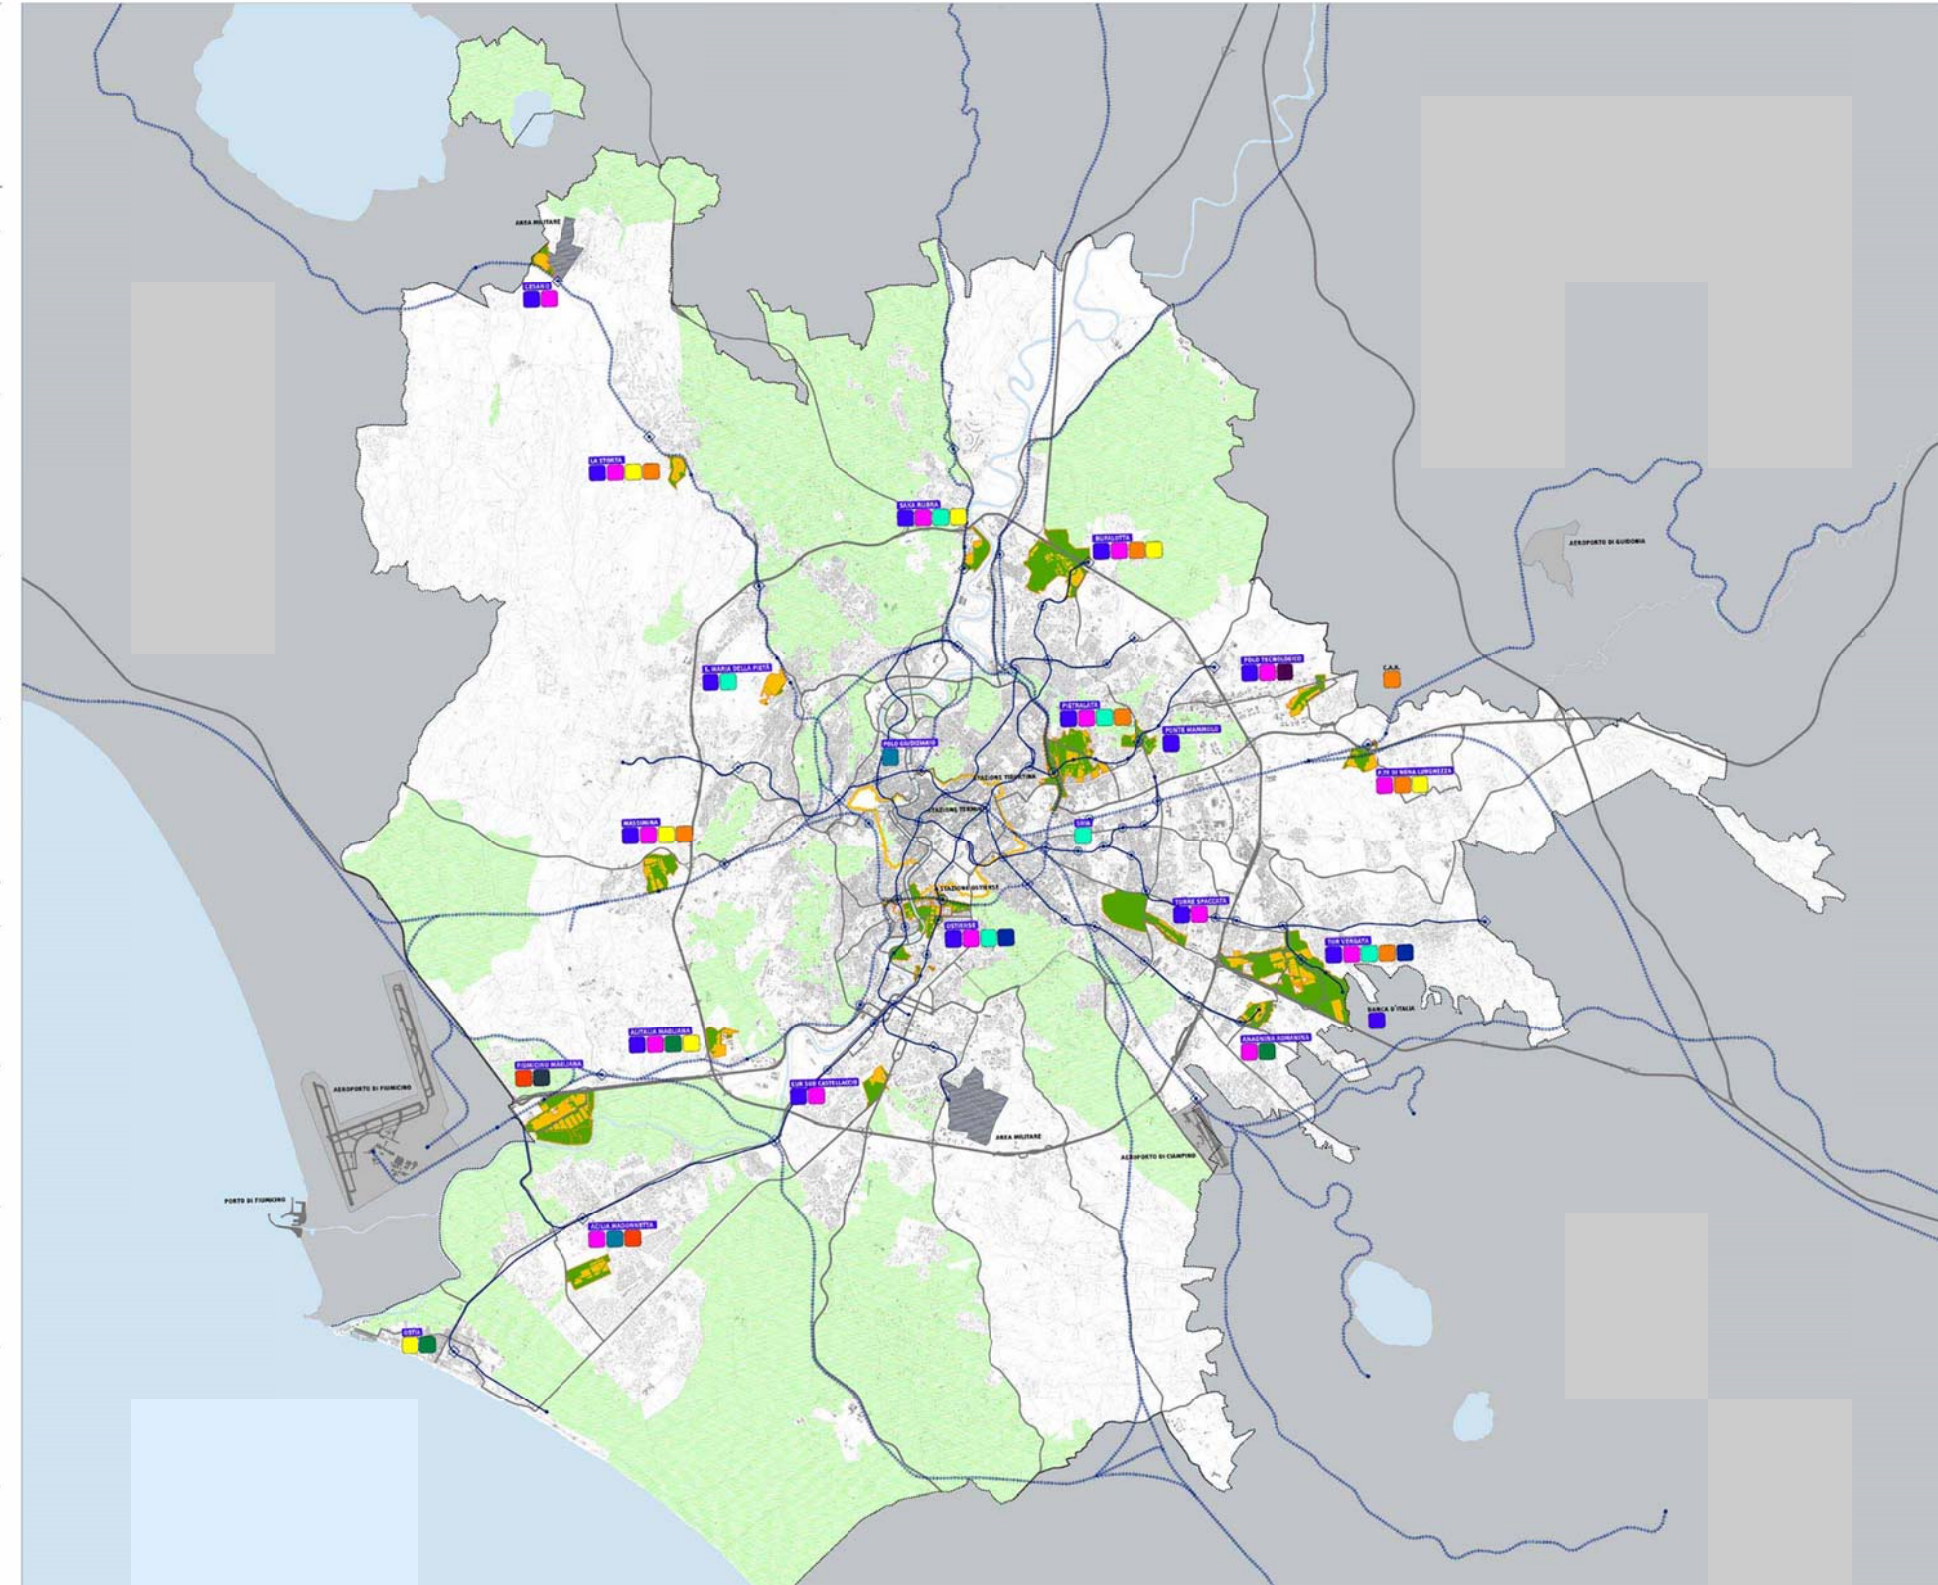 AREA MILITARE
CESANO
LA STORTA
SAXA RUBRA
BUFALOTTA
AEROPORTO DI GUIDONIA
S. MARIA DELLA PIETÀ
POLO TECNOLOGICO
C.A.R.
PIETRALATA
PONTE MAMMOLO
POLO GIUDIZIARIO
STAZIONE TIBURTINA
P.TE DI NONA LUNGHEZZA
STAZIONE TERMINI
MASSIMINA
SDO
STAZIONE OSTIENSE
TORRE SPACCATA
OSTIENSE
TOR VERGATA
BANCA D'ITALIA
ALITALIA MAGLIANA
ANAGNINA ROMANINA
FIUMICINO MAGLIANA
AEROPORTO DI FIUMICINO
EUR SUD CASTELLACCIO
AREA MILITARE
AEROPORTO DI CIAMPINO
PORTO DI FIUMICINO
ACILIA MADONNETTA
OSTIA